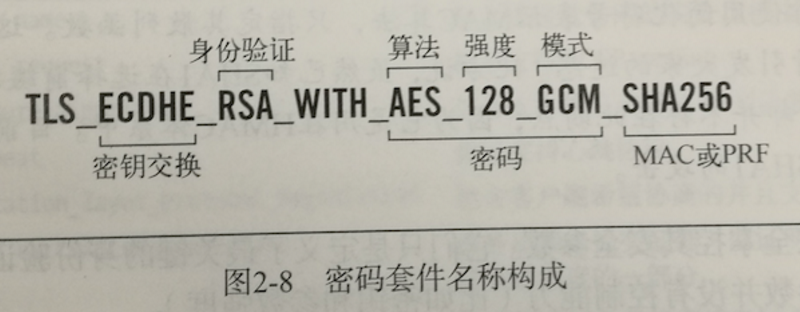 身份验证 算法 强度 模式
TLS_ECDHE_RSA_WITH_AES_128_GCM_SHA256
密钥交换 密码 MAC或PRF
图2-8 密码套件名称构成